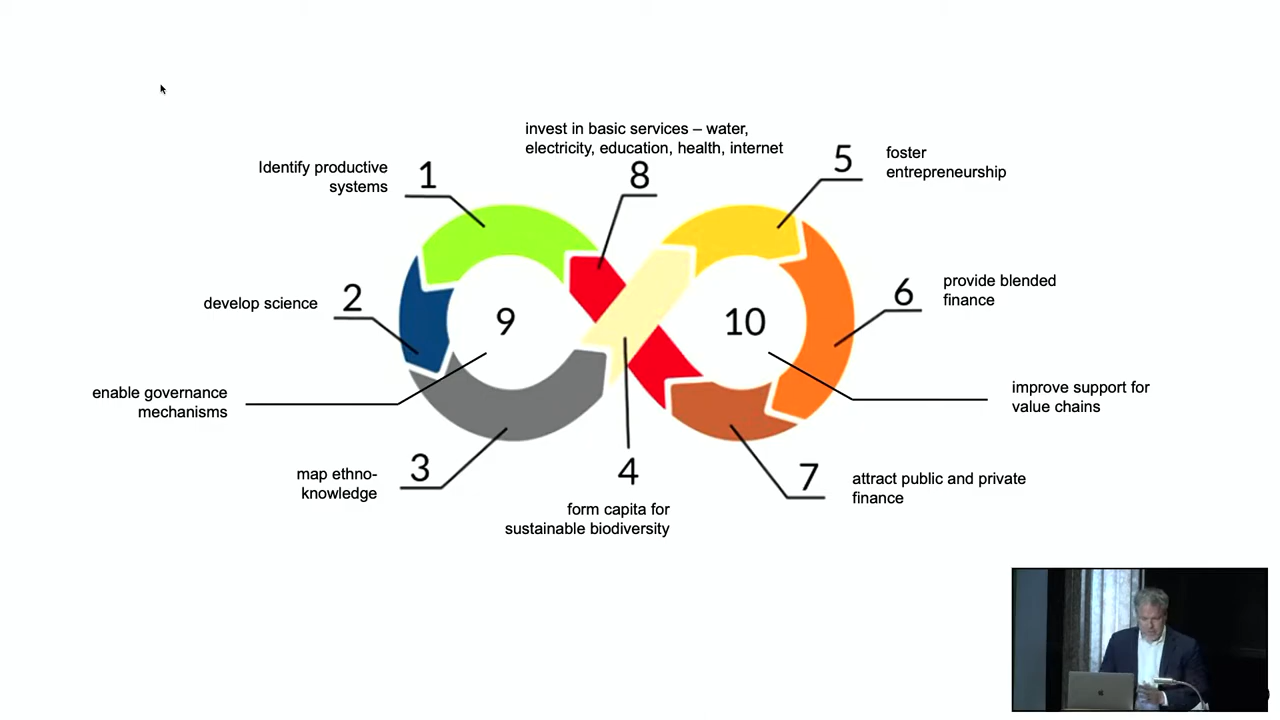 invest in basic services – water,
electricity, education, health, internet
8
Identify productive
systems
1
5
foster
entrepreneurship
develop science
2
9
10
6
provide blended
finance
enable governance
mechanisms
improve support for
value chains
map ethno-
knowledge
3
4
form capita for
sustainable biodiversity
7
attract public and private
finance